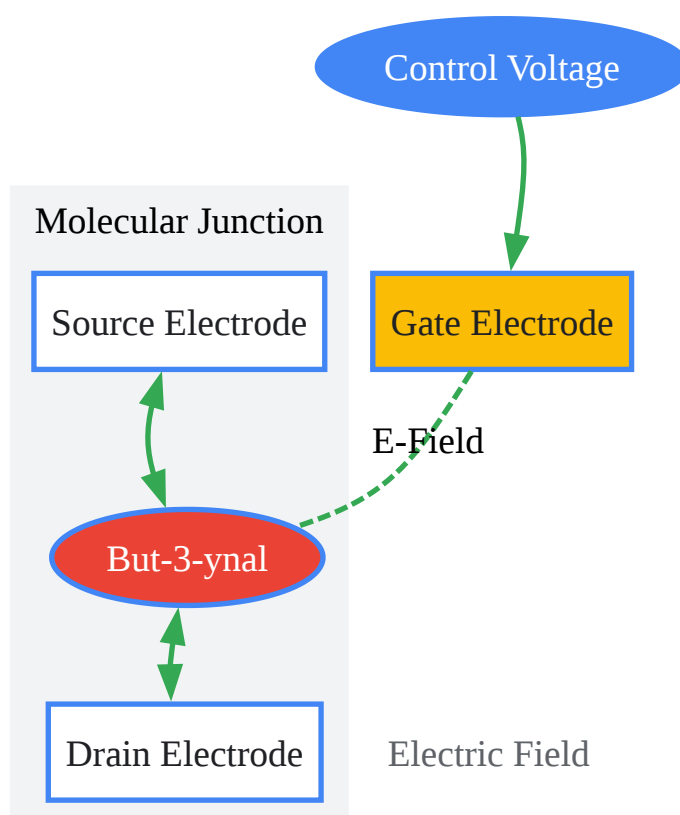 Control Voltage
Molecular Junction
Source Electrode
Gate Electrode
E-Field
But-3-ynal
Drain Electrode
Electric Field